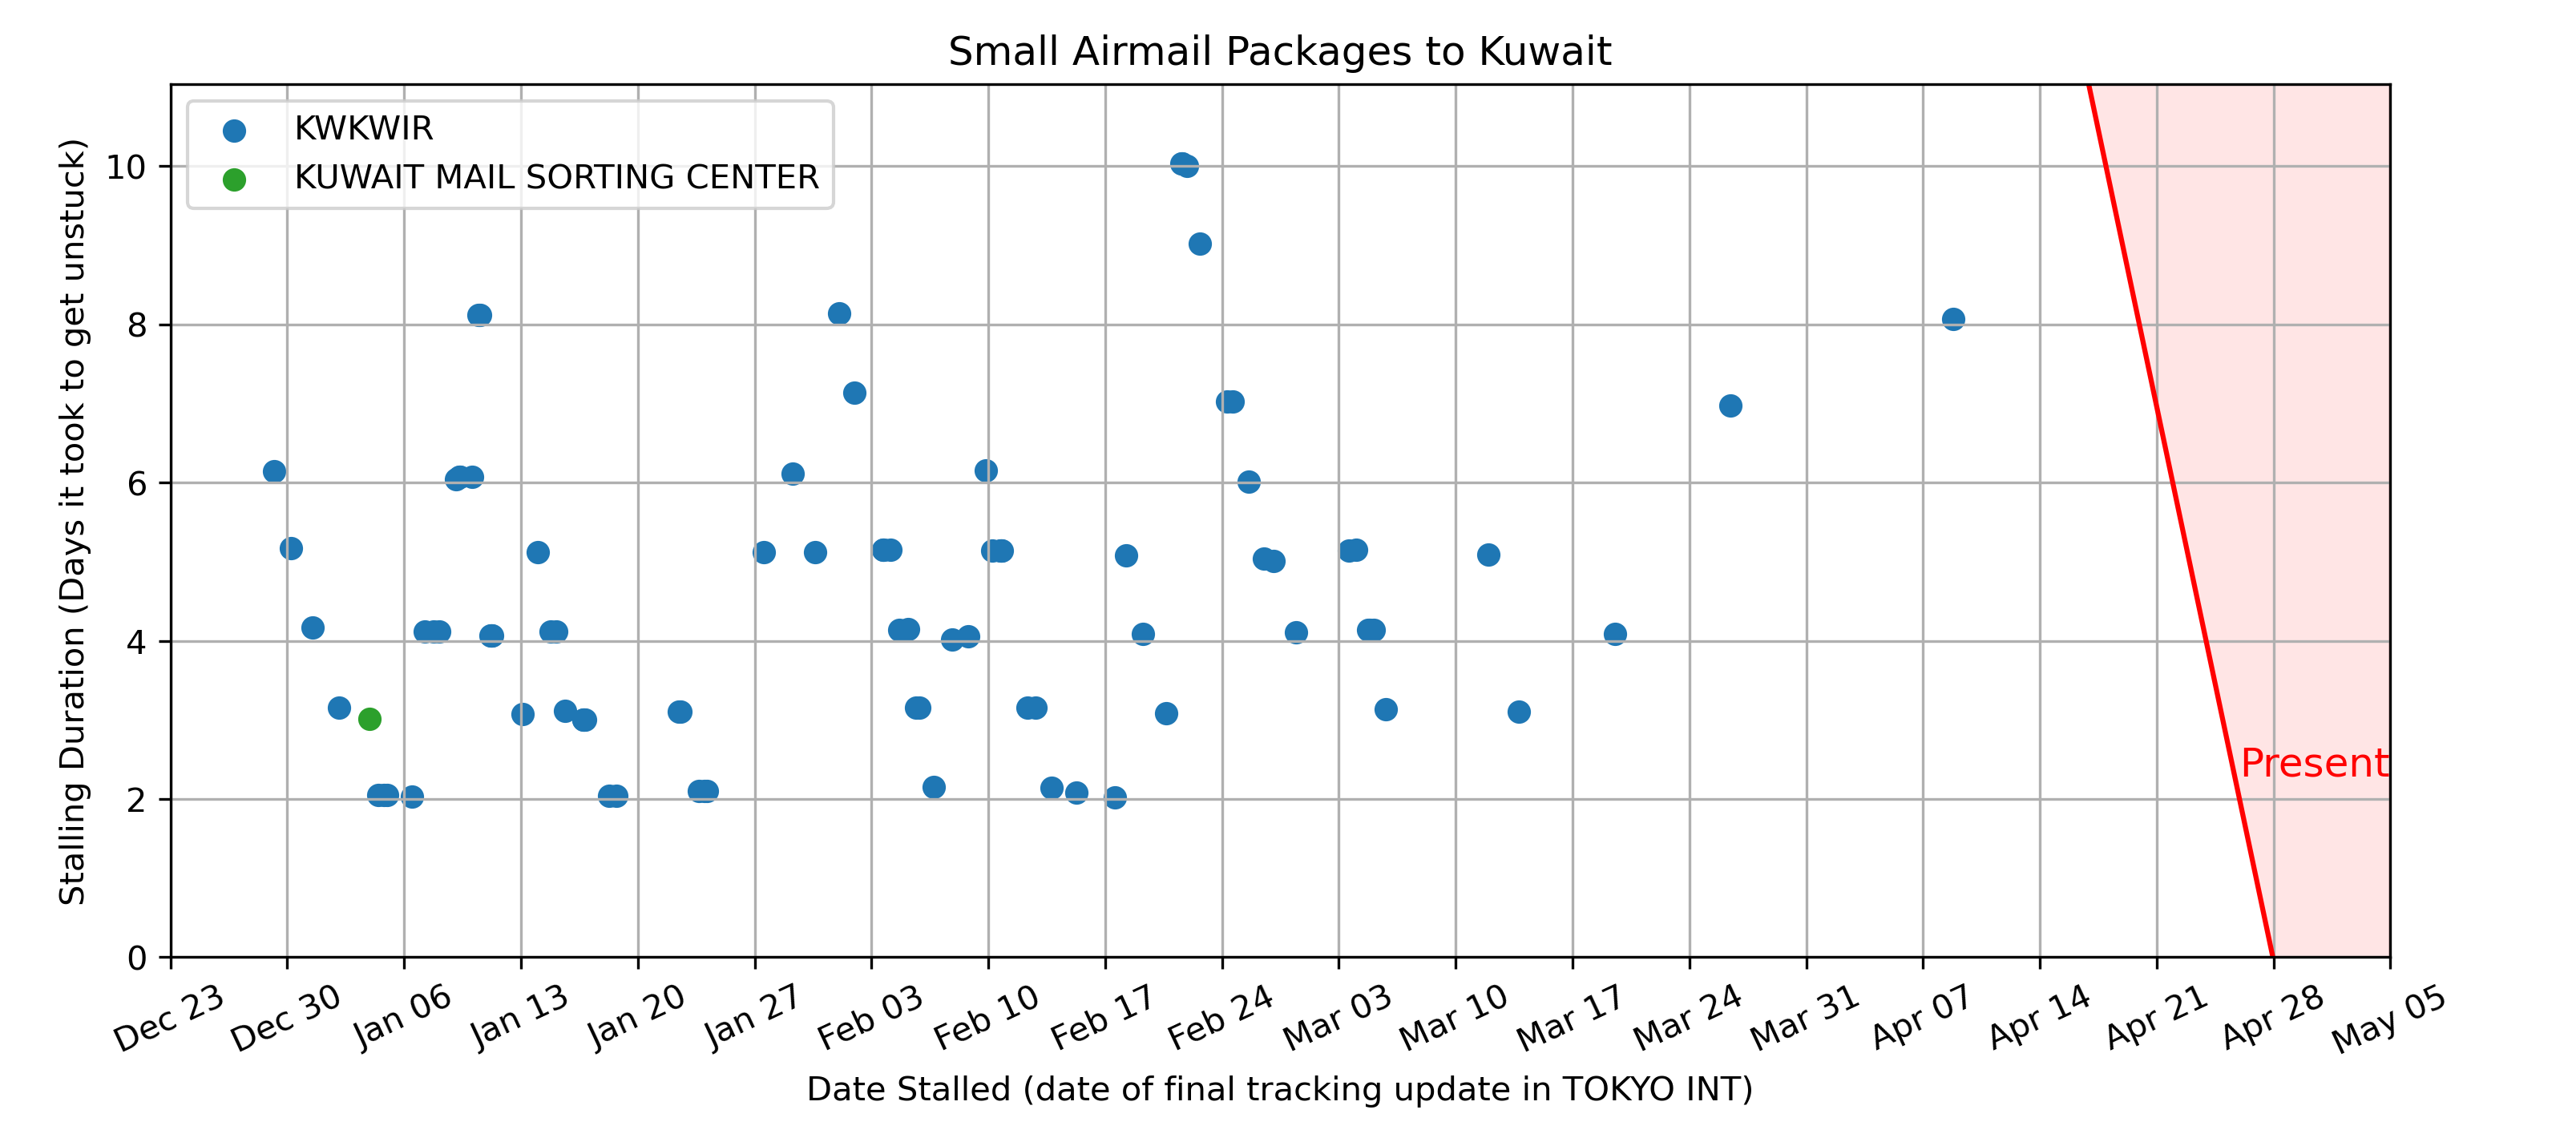 Small Airmail Packages to Kuwait
KWKWIR
KUWAIT MAIL SORTING CENTER
Stalling Duration (Days it took to get unstuck)
10
8
6
4
2
0
Present
Dec 23
Dec 30
Jan 06
Jan 13
Jan 20
Jan 27
Feb 03
Feb 10
Feb 17
Feb 24
Mar 03
Mar 10
Mar 17
Mar 24
Mar 31
Apr 07
Apr 14
Apr 21
Apr 28
May 05
Date Stalled (date of final tracking update in TOKYO INT)